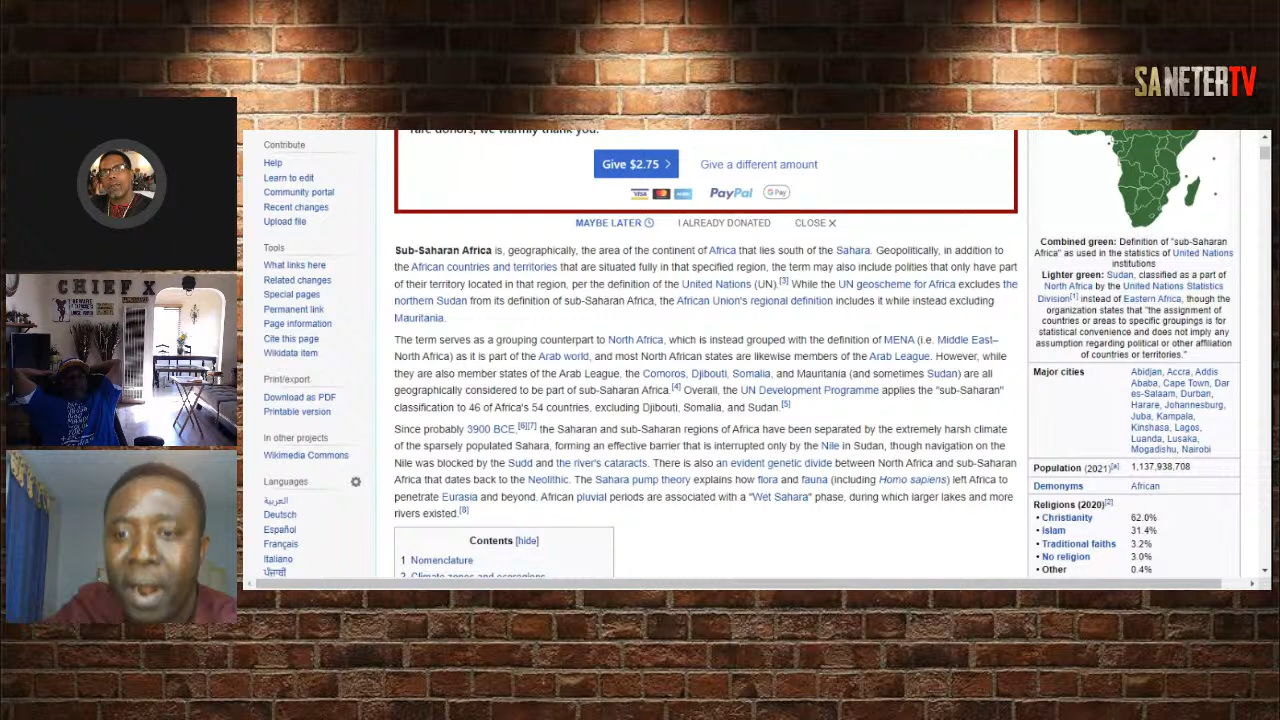 SANETERTV
CHIEF X
rare donors, we warmly thank you.
Give $2.75
Give a different amount
VISA
PayPal
G Pay
MAYBE LATER
I ALREADY DONATED
CLOSE
Contribute
Help
Learn to edit
Community portal
Recent changes
Upload file
Tools
What links here
Related changes
Special pages
Permanent link
Page information
Cite this page
Wikidata item
Print/export
Download as PDF
Printable version
In other projects
Wikimedia Commons
Languages
العربية
Deutsch
Español
Français
Italiano
ਪੰਜਾਬੀ
Sub-Saharan Africa is, geographically, the area of the continent of Africa that lies south of the Sahara. Geopolitically, in addition to
the African countries and territories that are situated fully in that specified region, the term may also include polities that only have part
of their territory located in that region, per the definition of the United Nations (UN).[3] While the UN geoscheme for Africa excludes the
northern Sudan from its definition of sub-Saharan Africa, the African Union's regional definition includes it while instead excluding
Mauritania.
The term serves as a grouping counterpart to North Africa, which is instead grouped with the definition of MENA (i.e. Middle East–
North Africa) as it is part of the Arab world, and most North African states are likewise members of the Arab League. However, while
they are also member states of the Arab League, the Comoros, Djibouti, Somalia, and Mauritania (and sometimes Sudan) are all
geographically considered to be part of sub-Saharan Africa.[4] Overall, the UN Development Programme applies the "sub-Saharan"
classification to 46 of Africa's 54 countries, excluding Djibouti, Somalia, and Sudan.[5]
Since probably 3900 BCE,[6][7] the Saharan and sub-Saharan regions of Africa have been separated by the extremely harsh climate
of the sparsely populated Sahara, forming an effective barrier that is interrupted only by the Nile in Sudan, though navigation on the
Nile was blocked by the Sudd and the river's cataracts. There is also an evident genetic divide between North Africa and sub-Saharan
Africa that dates back to the Neolithic. The Sahara pump theory explains how flora and fauna (including Homo sapiens) left Africa to
penetrate Eurasia and beyond. African pluvial periods are associated with a "Wet Sahara" phase, during which larger lakes and more
rivers existed.[8]
Contents [hide]
1 Nomenclature
2 Climate zones and ecoregions
Combined green: Definition of "sub-Saharan
Africa" as used in the statistics of United Nations
institutions
Lighter green: Sudan, classified as a part of
North Africa by the United Nations Statistics
Division[1] instead of Eastern Africa, though the
organization states that "the assignment of
countries or areas to specific groupings is for
statistical convenience and does not imply any
assumption regarding political or other affiliation
of countries or territories."
Major cities
Abidjan, Accra, Addis
Ababa, Cape Town, Dar
es-Salaam, Durban,
Harare, Johannesburg,
Juba, Kampala,
Kinshasa, Lagos,
Luanda, Lusaka,
Mogadishu, Nairobi
Population (2021)[a] 1,137,938,708
Demonyms African
Religions (2020)[2]
• Christianity 62.0%
• Islam 31.4%
• Traditional faiths 3.2%
• No religion 3.0%
• Other 0.4%